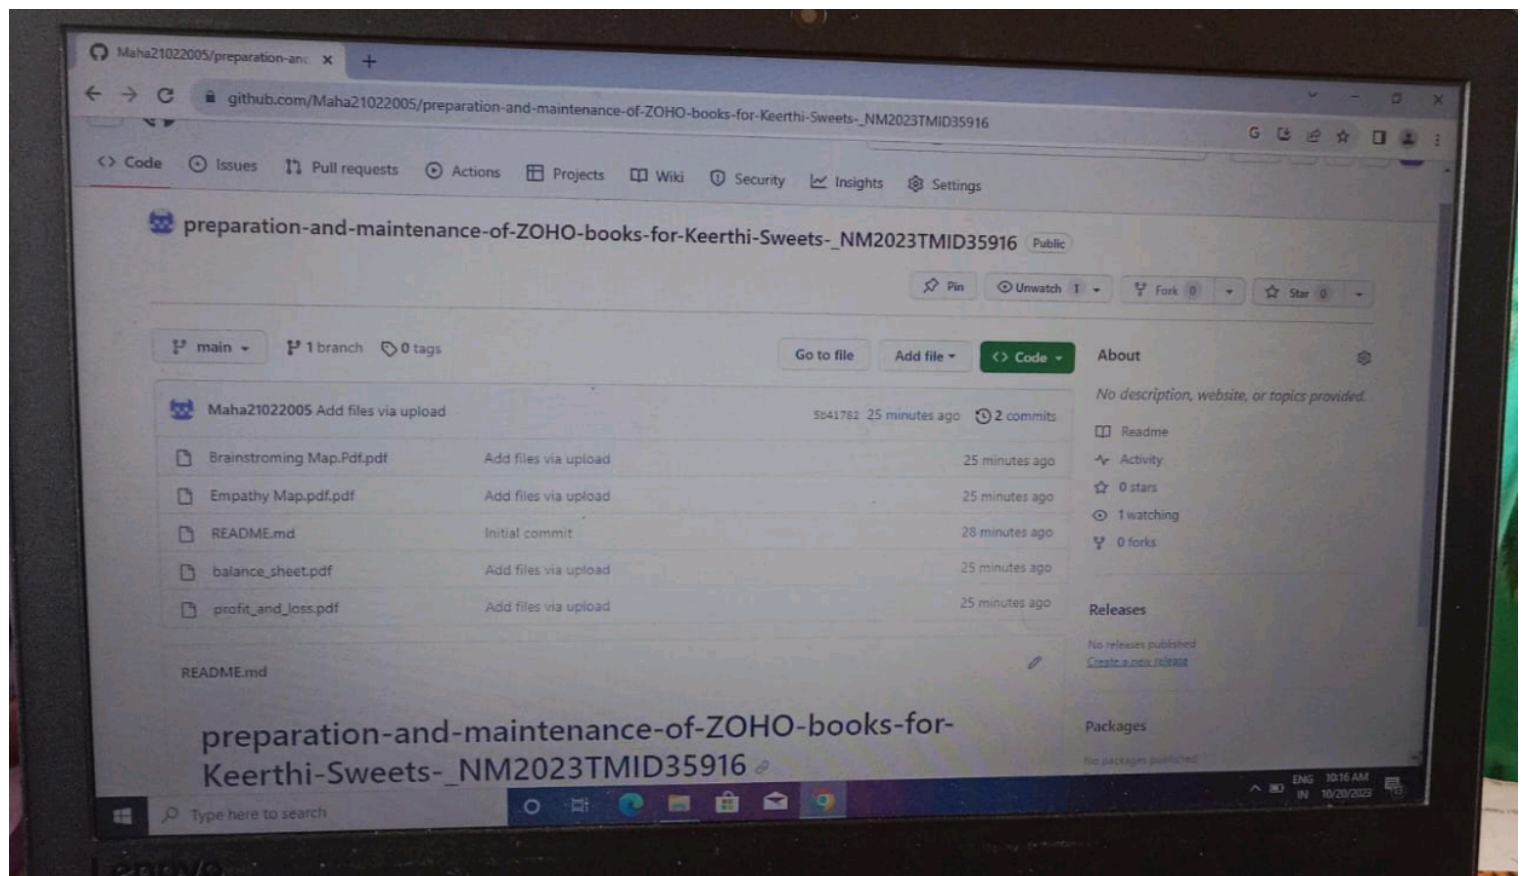 Maha21022005/preparation-and
github.com/Maha21022005/preparation-and-maintenance-of-ZOHO-books-for-Keerthi-Sweets-_NM2023TMID35916
Code Issues Pull requests Actions Projects Wiki Security Insights Settings
preparation-and-maintenance-of-ZOHO-books-for-Keerthi-Sweets-_NM2023TMID35916 Public
Pin Unwatch 1 Fork 0 Star 0
main 1 branch 0 tags Go to file Add file <> Code About
No description, website, or topics provided.
Maha21022005 Add files via upload 5b41782 25 minutes ago 2 commits
Readme
Brainstroming Map.Pdf.pdf Add files via upload 25 minutes ago
Activity
Empathy Map.pdf.pdf Add files via upload 25 minutes ago
0 stars
1 watching
README.md Initial commit 28 minutes ago
0 forks
balance_sheet.pdf Add files via upload 25 minutes ago
profit_and_loss.pdf Add files via upload 25 minutes ago
Releases
No releases published
Create a new release
README.md
preparation-and-maintenance-of-ZOHO-books-for-
Keerthi-Sweets-_NM2023TMID35916
Packages
No packages published
Type here to search
ENG 10:16 AM
IN 10/20/2023
Lenovo